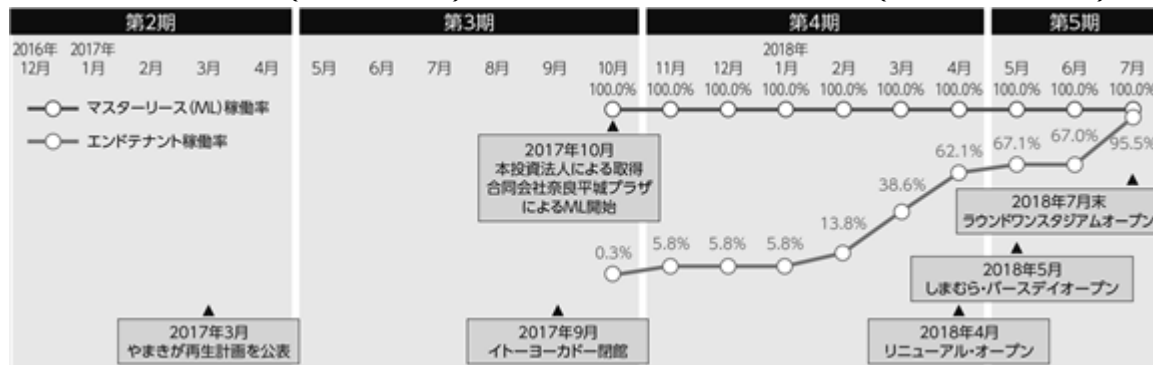 第2期 第3期 第4期 第5期
2016年 2017年 2018年
12月 1月 2月 3月 4月 5月 6月 7月 8月 9月 10月 11月 12月 1月 2月 3月 4月 5月 6月 7月
100.0% 100.0% 100.0% 100.0% 100.0% 100.0% 100.0% 100.0% 100.0% 100.0%
マスターリース(ML)稼働率
エンドテナント稼働率
0.3% 5.8% 5.8% 5.8% 13.8% 38.6% 62.1% 67.1% 67.0% 95.5%
2017年10月
本投資法人による取得
合同会社奈良平城プラザ
によるML開始
2018年7月末
ラウンドワンスタジアムオープン
2018年5月
しまむら・バースデイオープン
2017年3月
やまきが再生計画を公表
2017年9月
イトーヨーカドー閉館
2018年4月
リニューアル・オープン